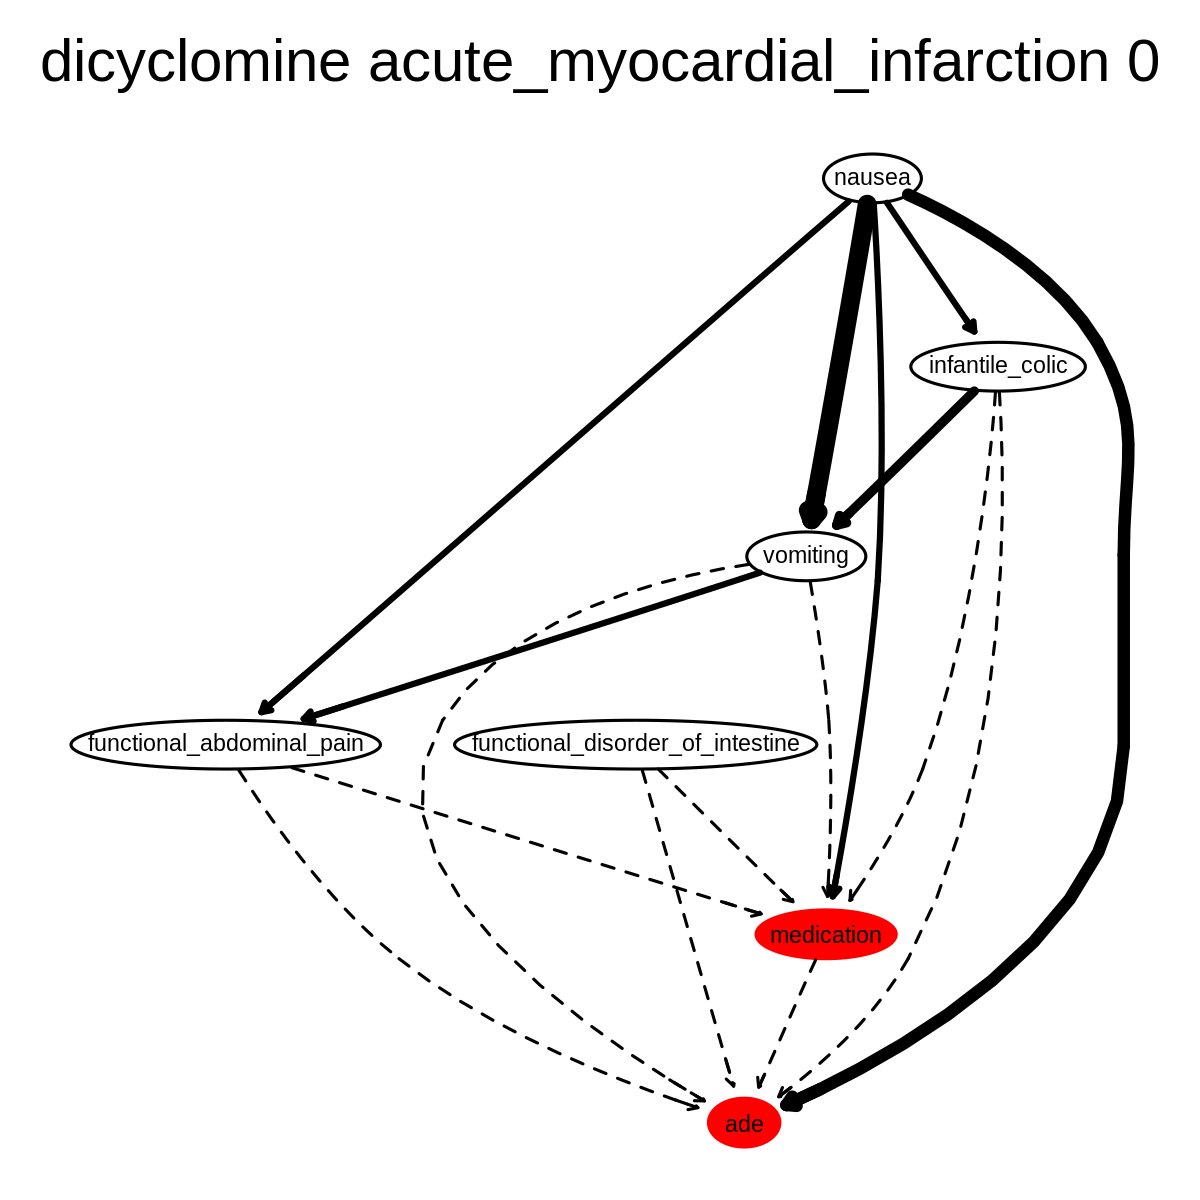 dicyclomine acute_myocardial_infarction 0
nausea
infantile_colic
vomiting
functional_abdominal_pain
functional_disorder_of_intestine
medication
ade